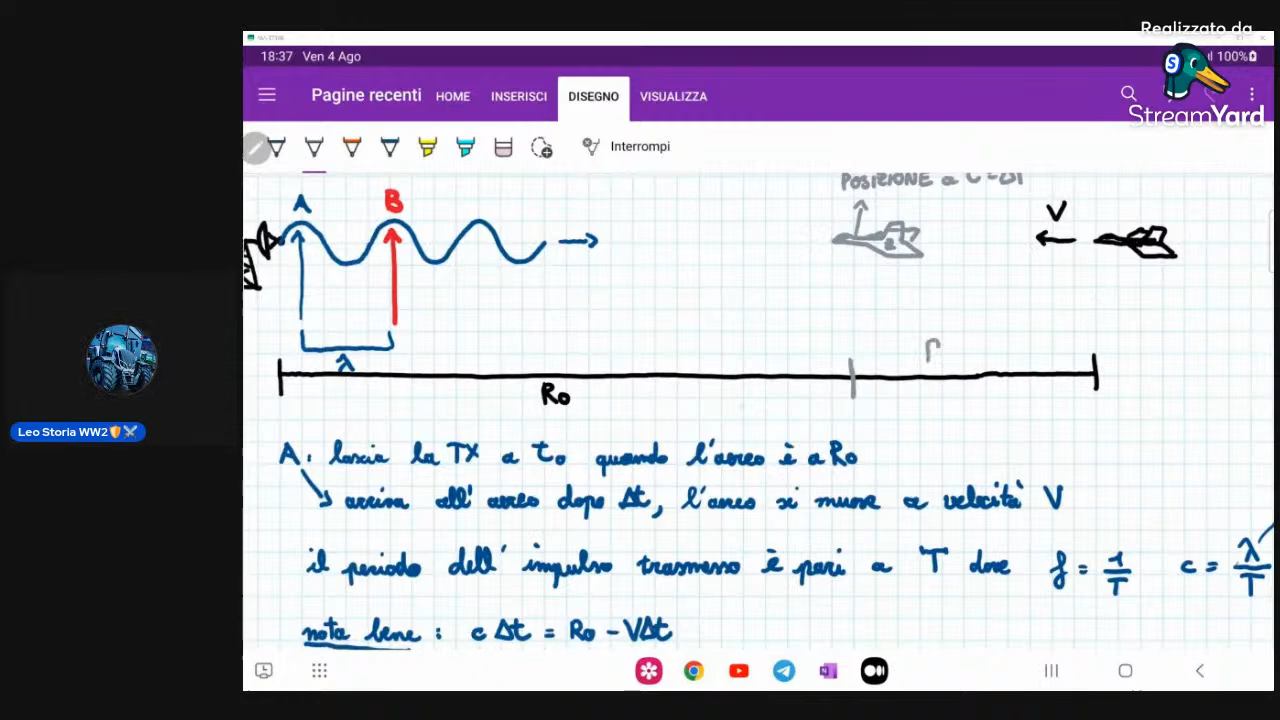 Realizzato da
StreamYard
18:37 Ven 4 Ago
100%
Pagine recenti HOME INSERISCI DISEGNO VISUALIZZA
Interrompi
POSIZIONE a
A B
V
λ
r
Ro
Leo Storia WW2
A. lascia la TX a to quando l'aereo è a Ro
arriva all'aereo dopo Δt, l'aereo si muove a velocità V
il periodo dell'impulso trasmesso è pari a T dove f = 1/T c = λ/T
nota bene: cΔt = Ro - VΔt